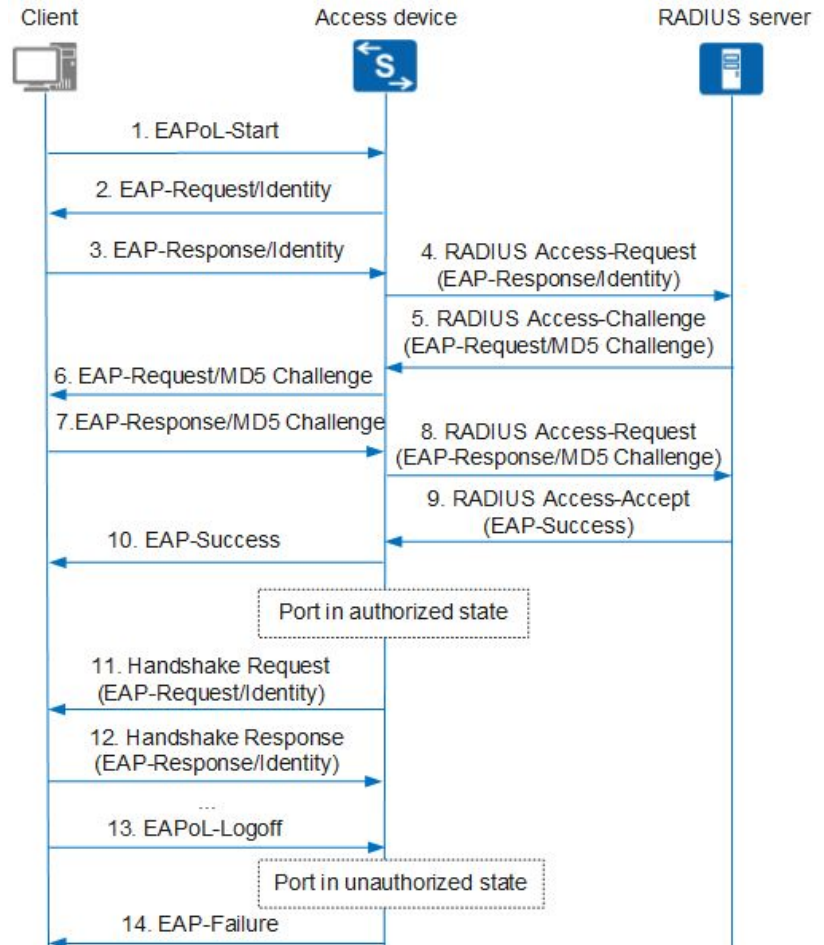 Client
Access device
RADIUS server
S
1. EAPoL-Start
2. EAP-Request/Identity
3. EAP-Response/Identity
4. RADIUS Access-Request
(EAP-Response/Identity)
5. RADIUS Access-Challenge
(EAP-Request/MD5 Challenge)
6. EAP-Request/MD5 Challenge
7.EAP-Response/MD5 Challenge
8. RADIUS Access-Request
(EAP-Response/MD5 Challenge)
9. RADIUS Access-Accept
(EAP-Success)
10. EAP-Success
Port in authorized state
11. Handshake Request
(EAP-Request/Identity)
12. Handshake Response
(EAP-Response/Identity)
...
13. EAPoL-Logoff
Port in unauthorized state
14. EAP-Failure